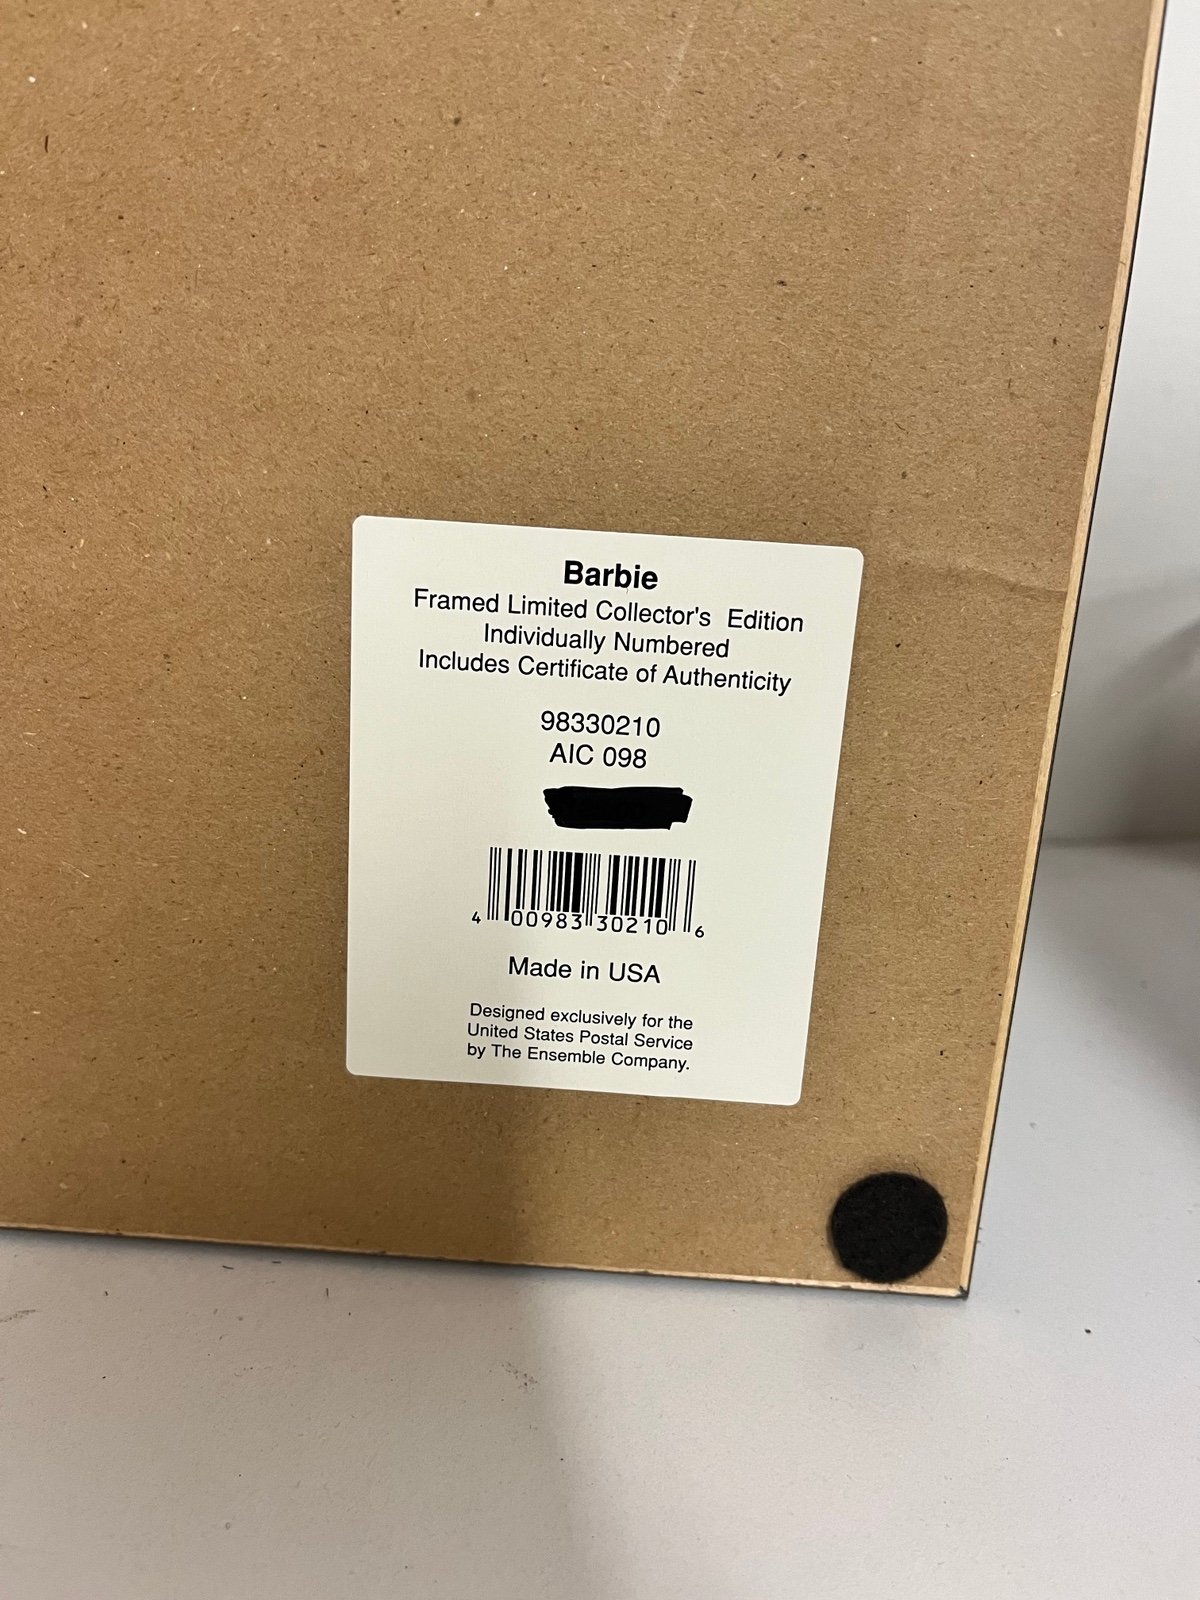 Barbie
Framed Limited Collector's Edition
Individually Numbered
Includes Certificate of Authenticity
98330210
AIC 098
4 00983 30210 6
Made in USA
Designed exclusively for the
United States Postal Service
by The Ensemble Company.